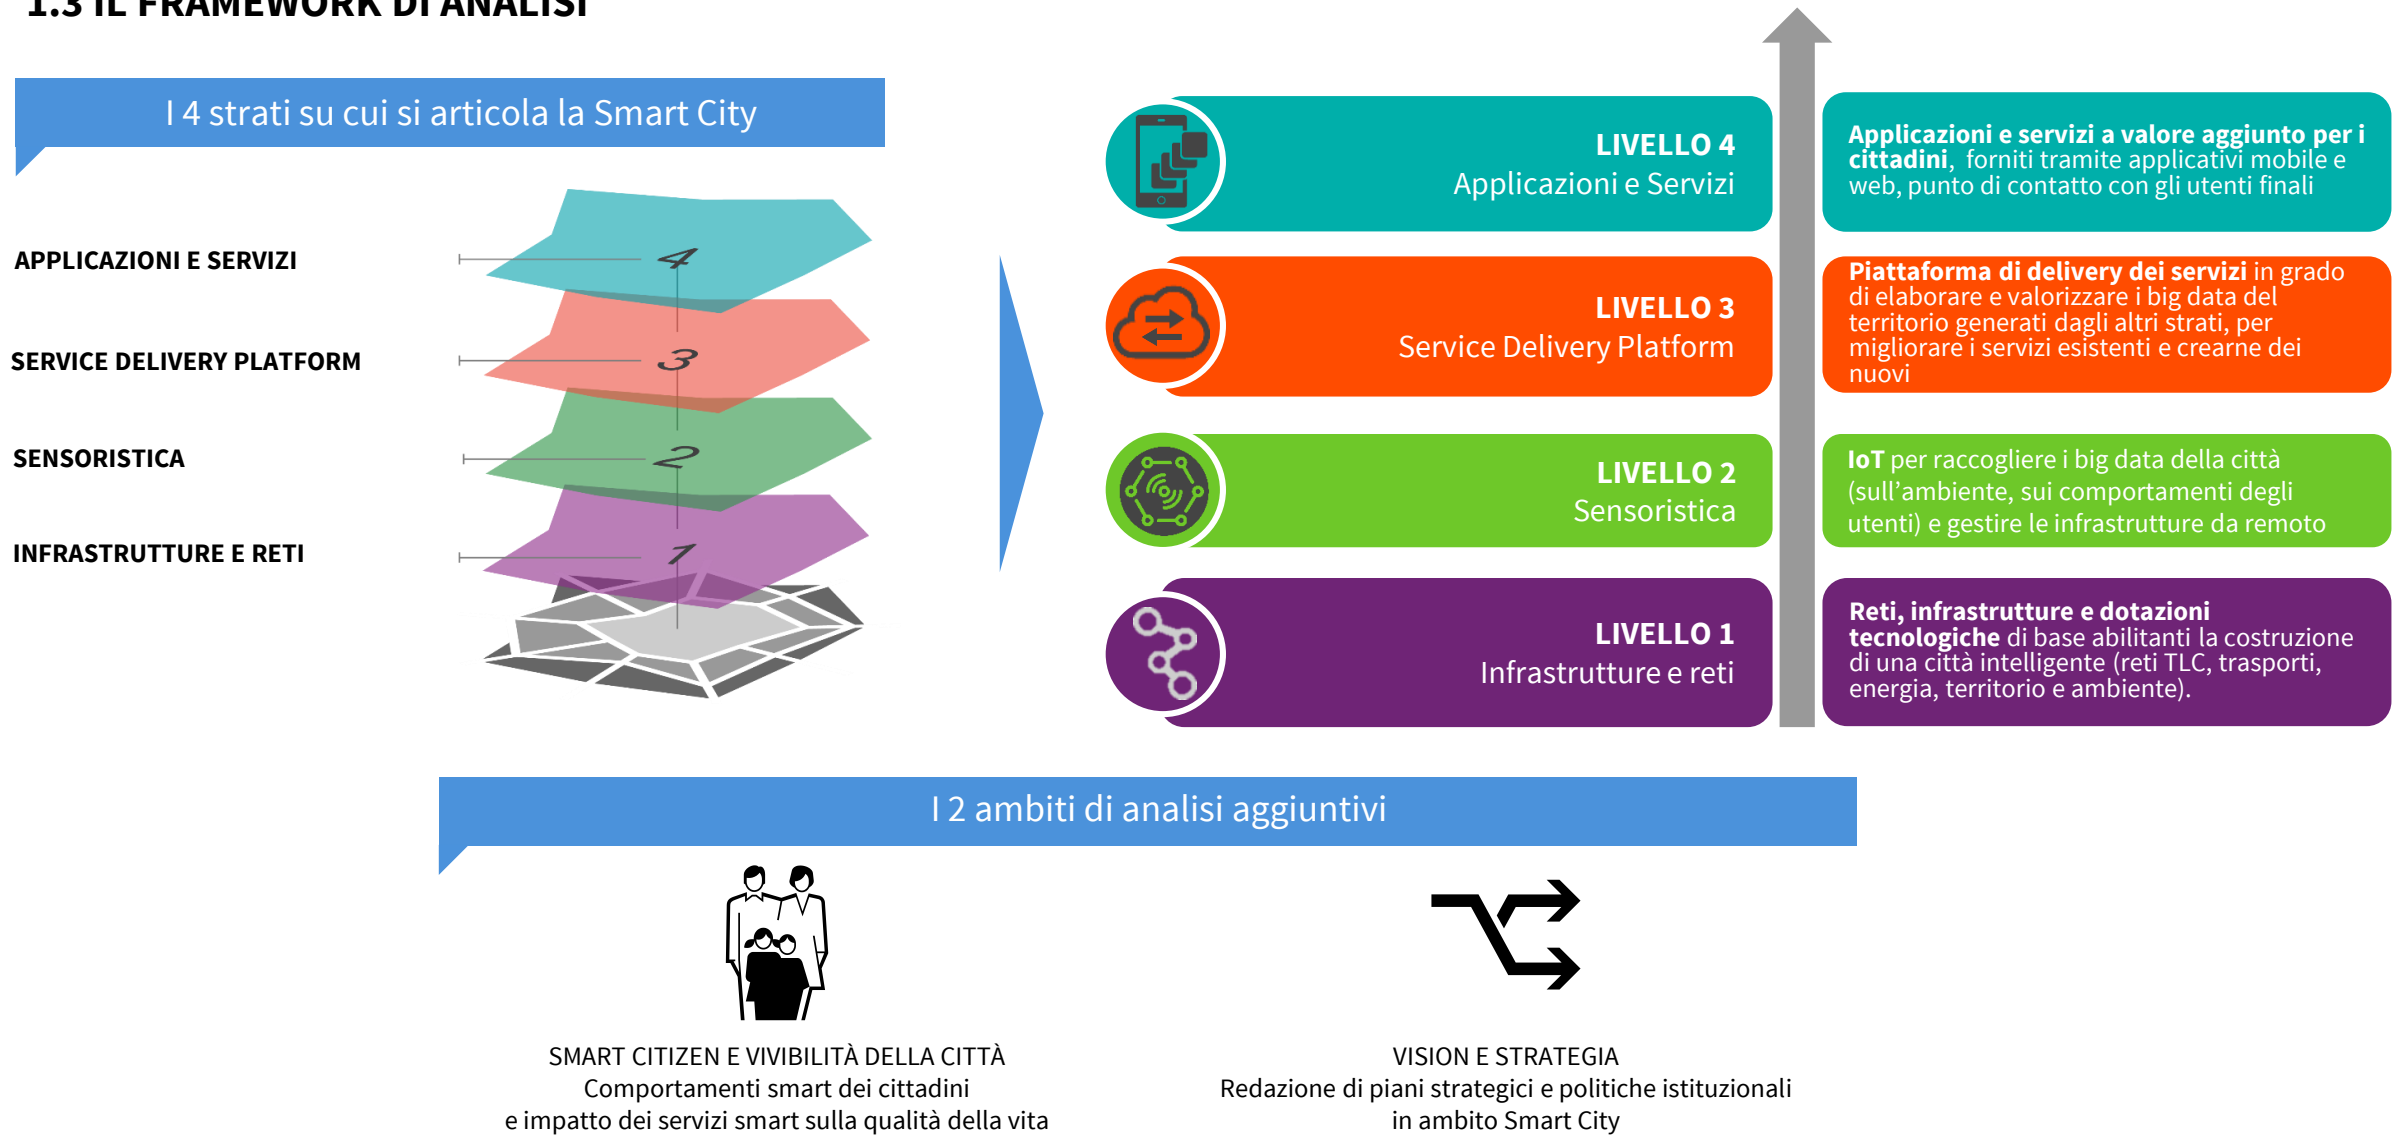 1.3 IL FRAMEWORK DI ANALISI
I 4 strati su cui si articola la Smart City
APPLICAZIONI E SERVIZI
SERVICE DELIVERY PLATFORM
SENSORISTICA
INFRASTRUTTURE E RETI
4
3
2
1
LIVELLO 4
Applicazioni e Servizi
Applicazioni e servizi a valore aggiunto per i
cittadini, forniti tramite applicativi mobile e
web, punto di contatto con gli utenti finali
LIVELLO 3
Service Delivery Platform
Piattaforma di delivery dei servizi in grado
di elaborare e valorizzare i big data del
territorio generati dagli altri strati, per
migliorare i servizi esistenti e crearne dei
nuovi
LIVELLO 2
Sensoristica
IoT per raccogliere i big data della città
(sull'ambiente, sui comportamenti degli
utenti) e gestire le infrastrutture da remoto
LIVELLO 1
Infrastrutture e reti
Reti, infrastrutture e dotazioni
tecnologiche di base abilitanti la costruzione
di una città intelligente (reti TLC, trasporti,
energia, territorio e ambiente).
I 2 ambiti di analisi aggiuntivi
SMART CITIZEN E VIVIBILITÀ DELLA CITTÀ
Comportamenti smart dei cittadini
e impatto dei servizi smart sulla qualità della vita
VISION E STRATEGIA
Redazione di piani strategici e politiche istituzionali
in ambito Smart City